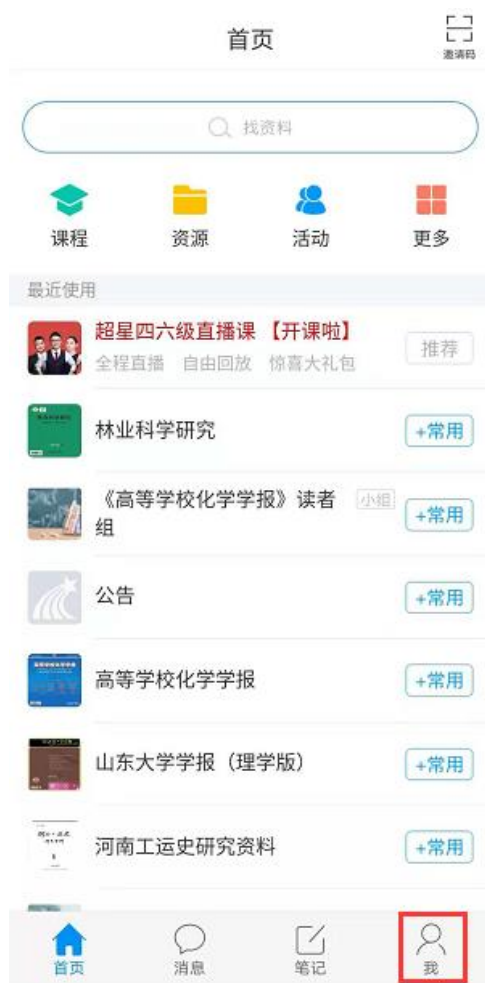 首页
邀请码
找资料
课程
资源
活动
更多
最近使用
超星四六级直播课 【开课啦】
推荐
全程直播 自由回放 惊喜大礼包
林业科学研究
+常用
《高等学校化学学报》读者
组
小组
+常用
公告
+常用
高等学校化学学报
+常用
山东大学学报（理学版）
+常用
河南工运史研究资料
+常用
首页
消息
笔记
我